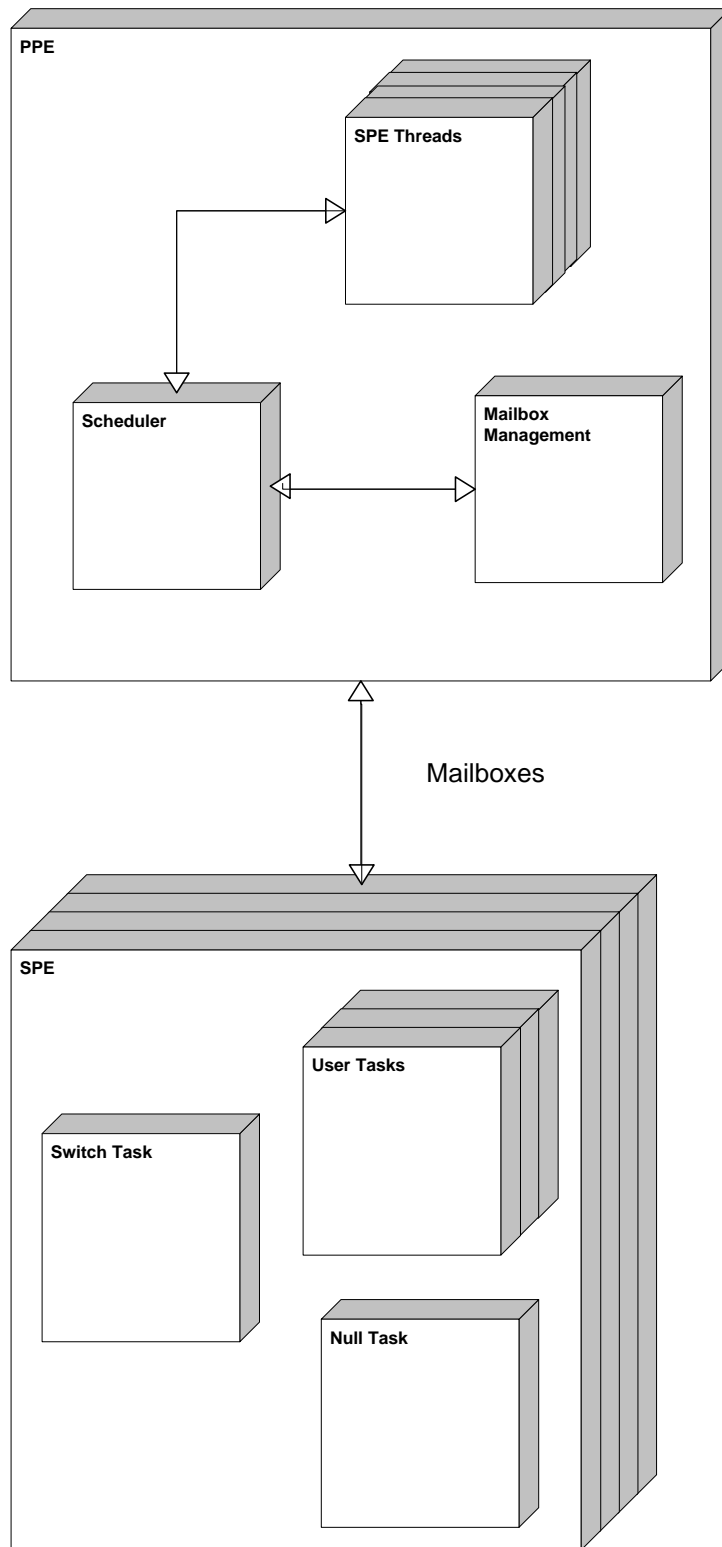 PPE
SPE Threads
Scheduler
Mailbox
Management
Mailboxes
SPE
User Tasks
Switch Task
Null Task